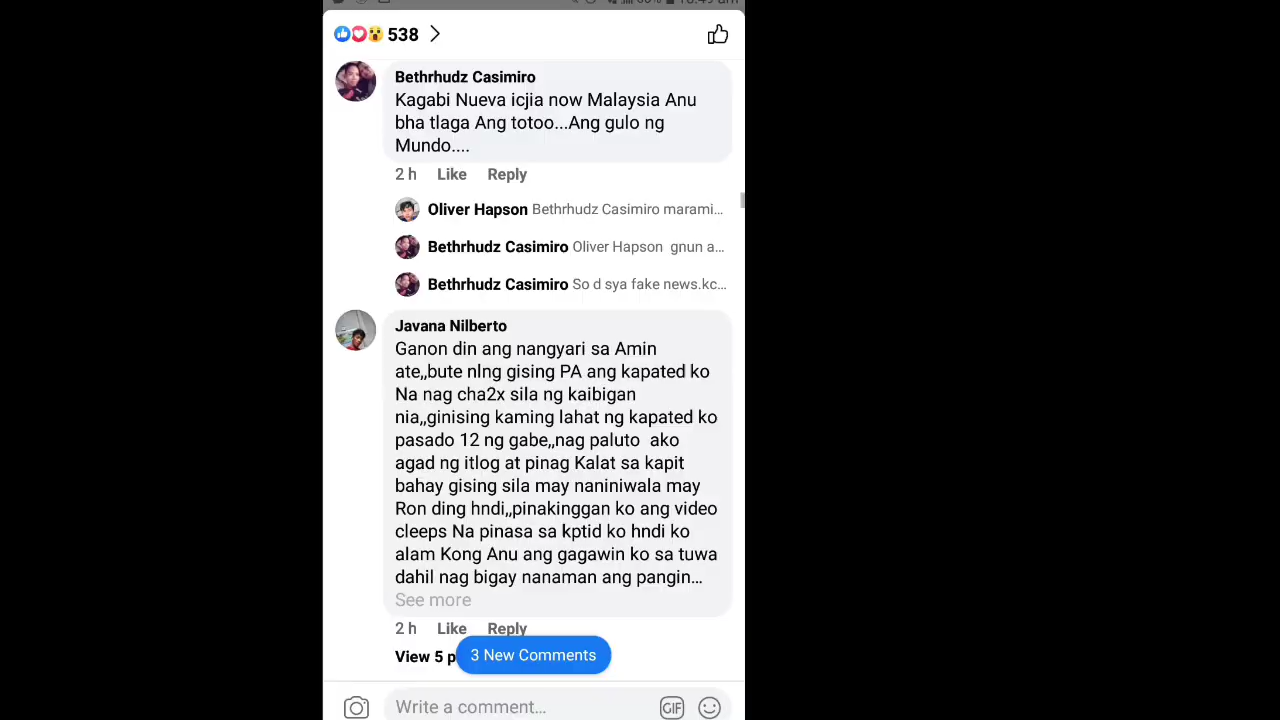 538
Bethrhudz Casimiro
Kagabi Nueva icjia now Malaysia Anu
bha tlaga Ang totoo...Ang gulo ng
Mundo....
2 h Like Reply
Oliver Hapson Bethrhudz Casimiro marami...
Bethrhudz Casimiro Oliver Hapson gnun a...
Bethrhudz Casimiro So d sya fake news.kc...
Javana Nilberto
Ganon din ang nangyari sa Amin
ate,,bute nlng gising PA ang kapated ko
Na nag cha2x sila ng kaibigan
nia,,ginising kaming lahat ng kapated ko
pasado 12 ng gabe,,nag paluto ako
agad ng itlog at pinag Kalat sa kapit
bahay gising sila may naniniwala may
Ron ding hndi,,pinakinggan ko ang video
cleeps Na pinasa sa kptid ko hndi ko
alam Kong Anu ang gagawin ko sa tuwa
dahil nag bigay nanaman ang pangin...
See more
2 h Like Reply
View 5 p
3 New Comments
Write a comment...
GIF